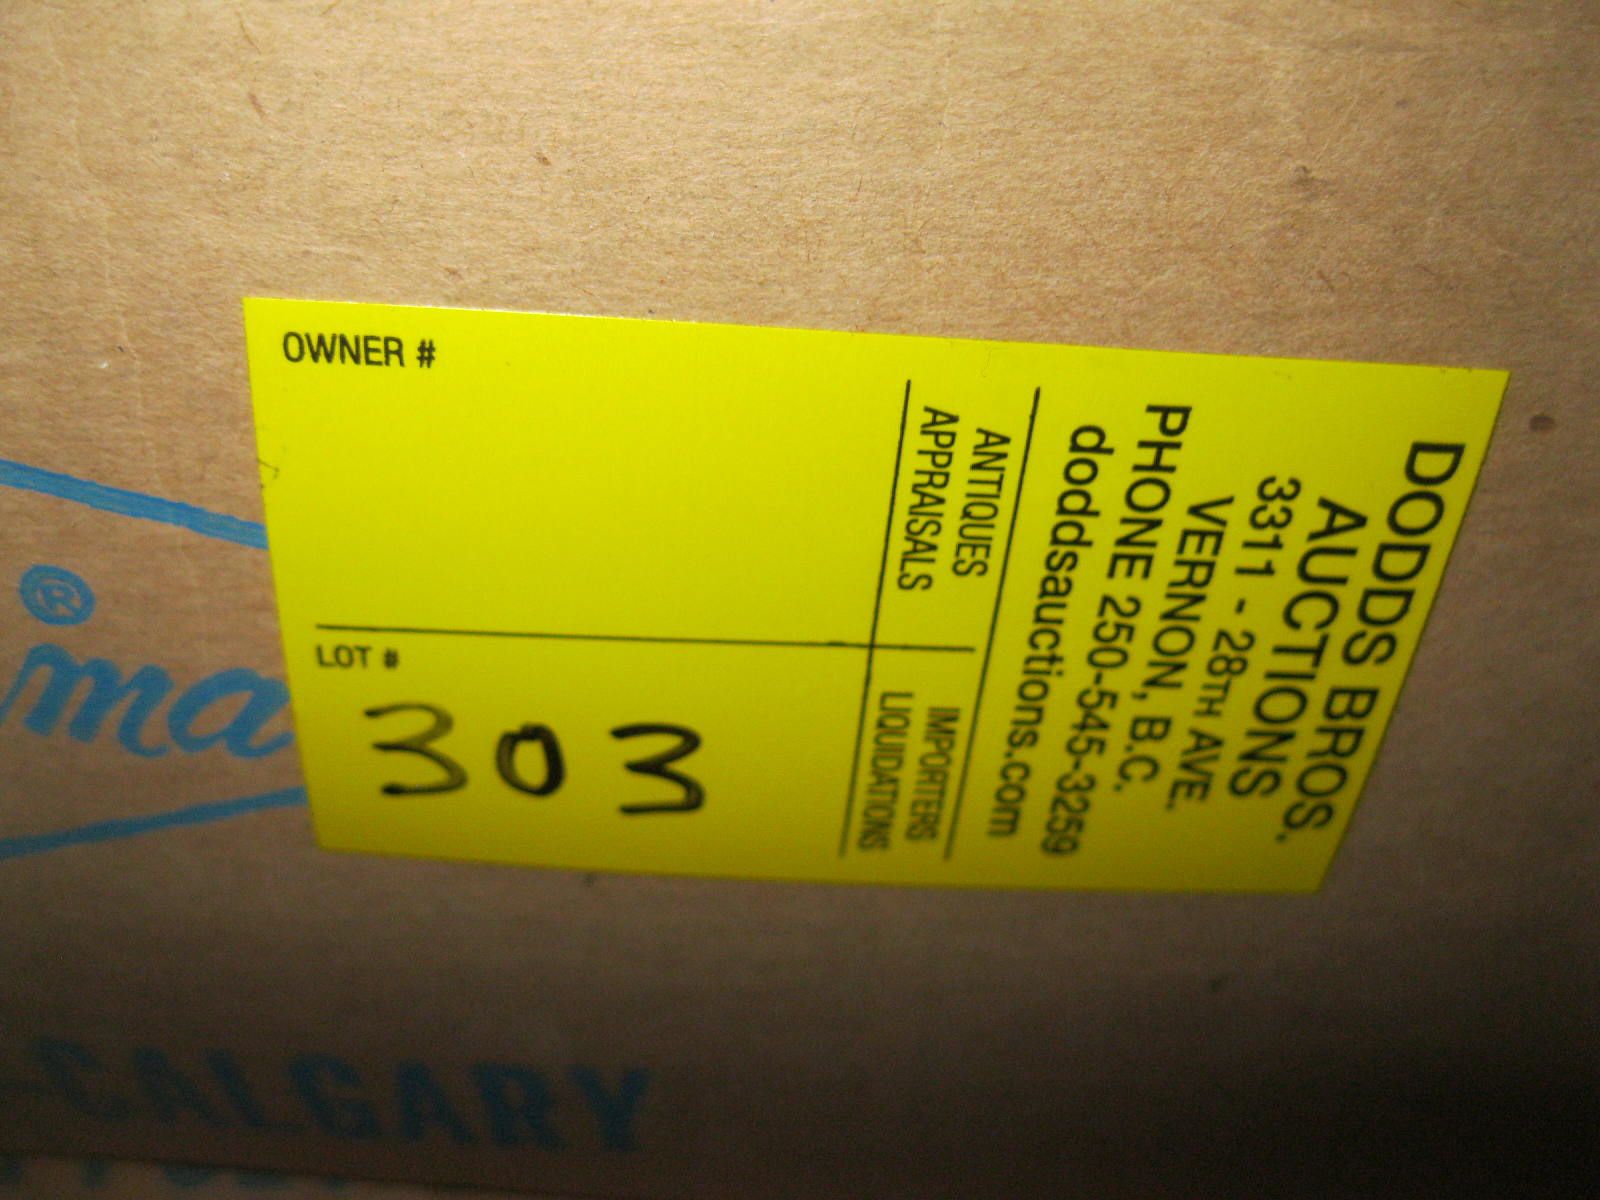 DODDS BROS.
AUCTIONS
3311 - 28TH AVE.
VERNON, B.C.
PHONE 250-545-3259
doddsauctions.com
ANTIQUES
APPRAISALS
IMPORTERS
LIQUIDATIONS
OWNER #
LOT #
303
®
ma
CALGARY